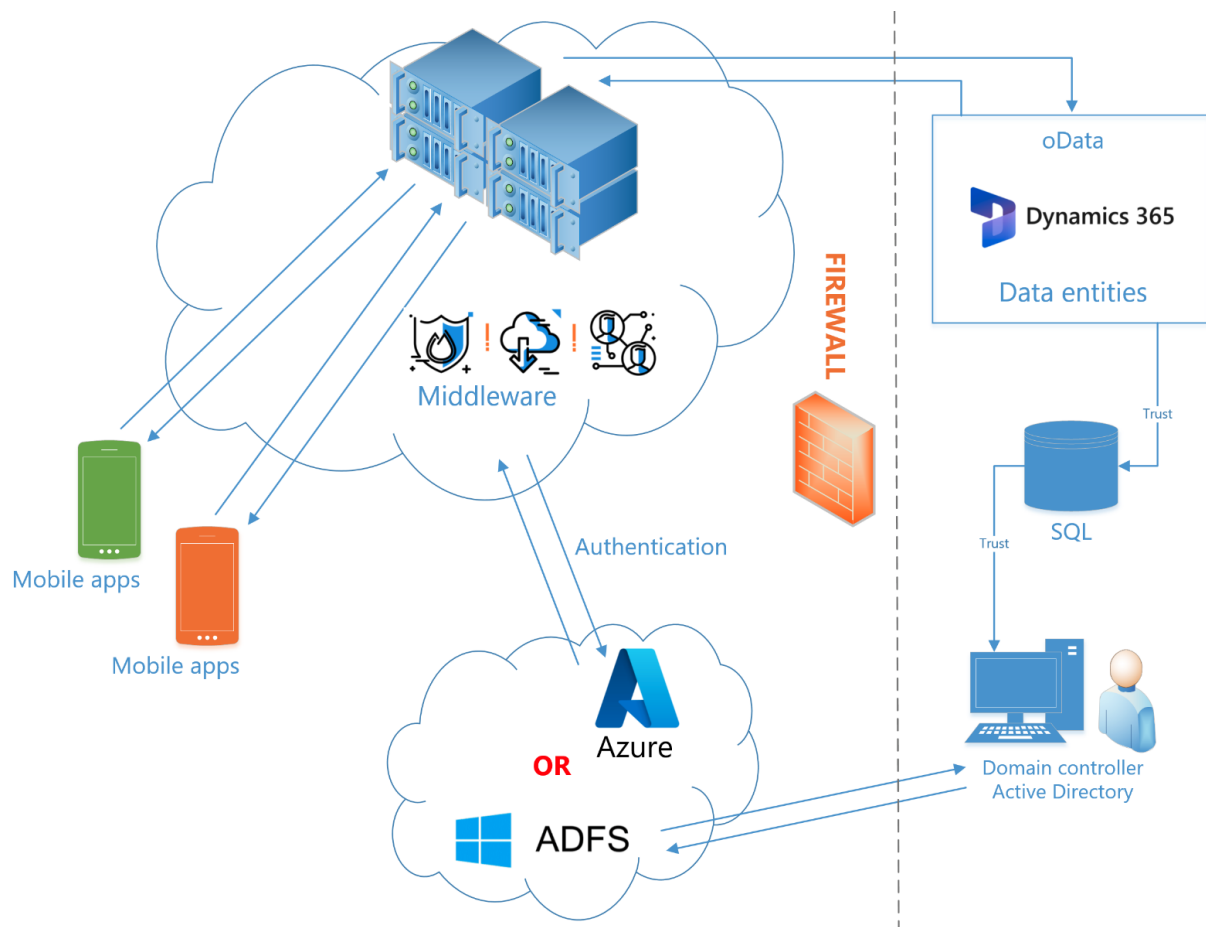 oData
Dynamics 365
Data entities
FIREWALL
Middleware
Trust
SQL
Trust
Authentication
Mobile apps
Mobile apps
Azure
OR
ADFS
Domain controller
Active Directory